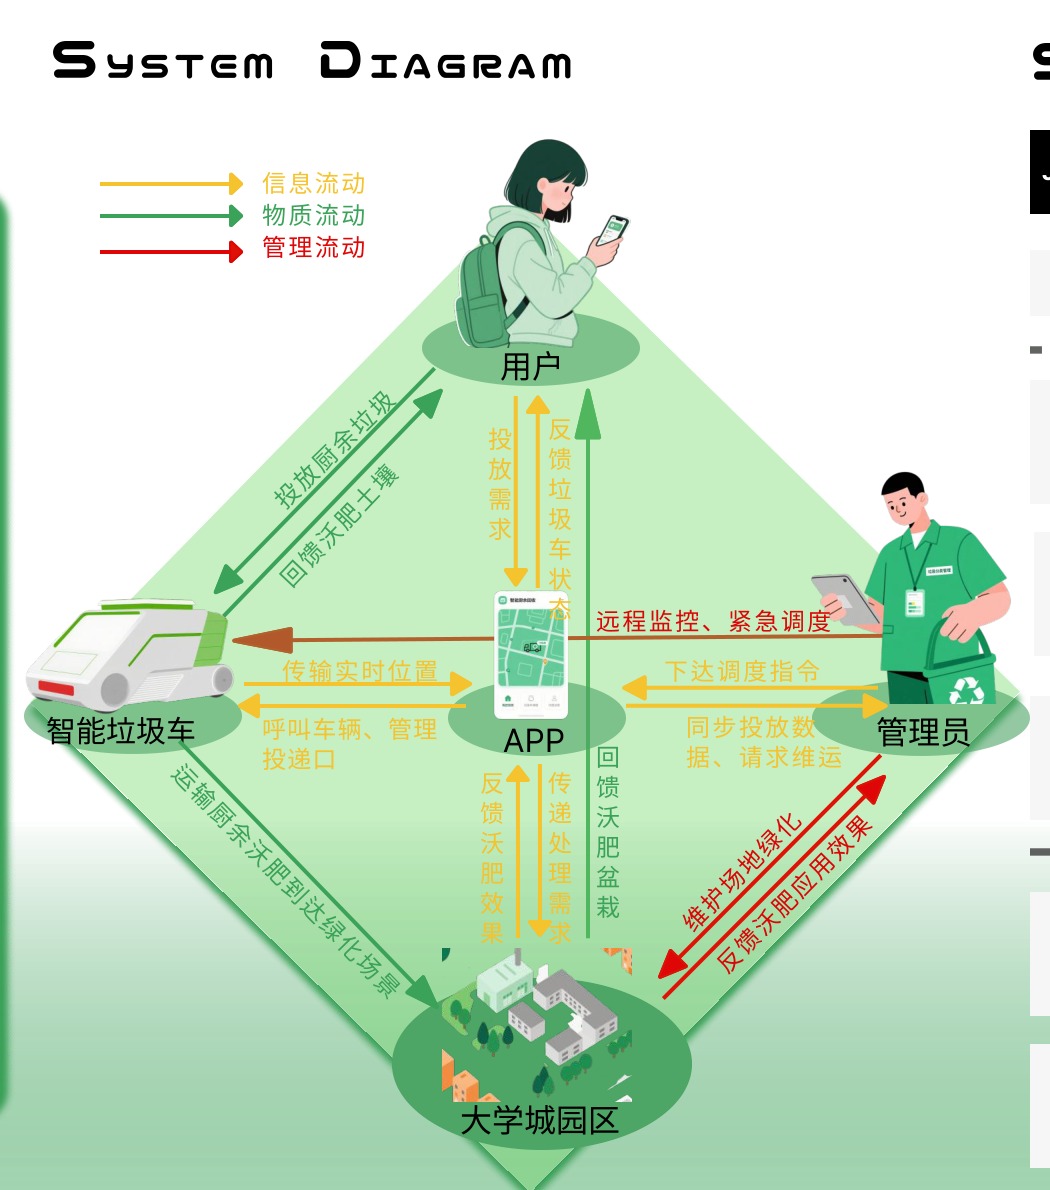 System Diagram
信息流动
物质流动
管理流动
用户
投放厨余垃圾
回馈沃肥土壤
投放需求
反馈垃圾车状态
远程监控、紧急调度
传输实时位置
下达调度指令
呼叫车辆、管理
投递口
同步投放数
据、请求维运
智能垃圾车
APP
管理员
运输厨余沃肥到达绿化场景
反馈沃肥效果
传递处理需求
回馈沃肥盆栽
维护场地绿化
反馈沃肥应用效果
大学城园区